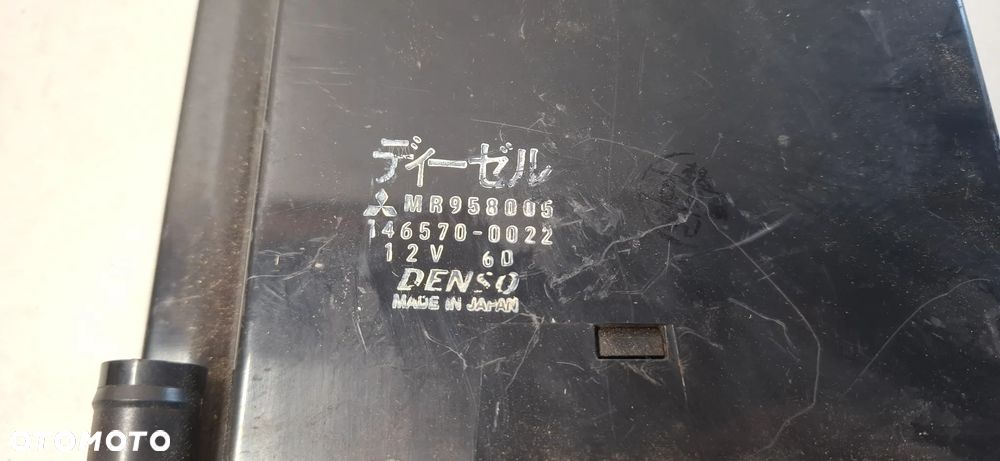 ディーゼル
MR958005
146570-0022
12V 6D
DENSO
MADE IN JAPAN
OTOMOTO